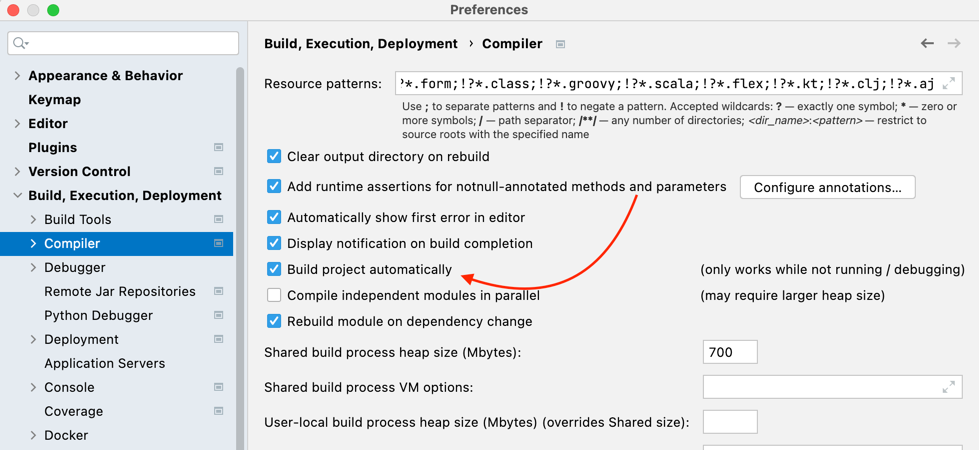 Preferences
Appearance & Behavior
Keymap
Editor
Plugins
Version Control
Build, Execution, Deployment
Build Tools
Compiler
Debugger
Remote Jar Repositories
Python Debugger
Deployment
Application Servers
Console
Coverage
Docker
Build, Execution, Deployment › Compiler
Resource patterns: ?*.form;!?*.class;!?*.groovy;!?*.scala;!?*.flex;!?*.kt;!?*.clj;!?*.aj
Use ; to separate patterns and ! to negate a pattern. Accepted wildcards: ? — exactly one symbol; * — zero or
more symbols; / — path separator; /**/ — any number of directories; <dir_name>:<pattern> — restrict to
source roots with the specified name
Clear output directory on rebuild
Add runtime assertions for notnull-annotated methods and parameters Configure annotations...
Automatically show first error in editor
Display notification on build completion
Build project automatically (only works while not running / debugging)
Compile independent modules in parallel (may require larger heap size)
Rebuild module on dependency change
Shared build process heap size (Mbytes): 700
Shared build process VM options:
User-local build process heap size (Mbytes) (overrides Shared size):